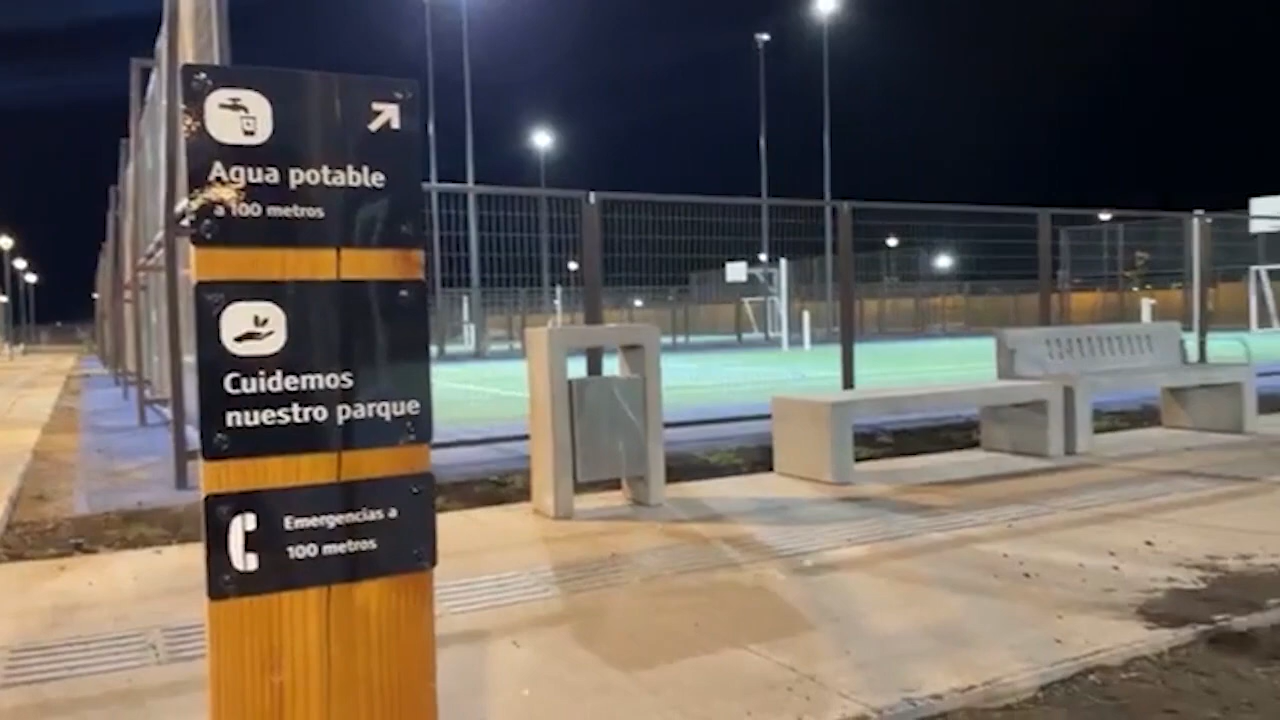 Agua potable
a 100 metros
Cuidemos
nuestro parque
Emergencias a
100 metros